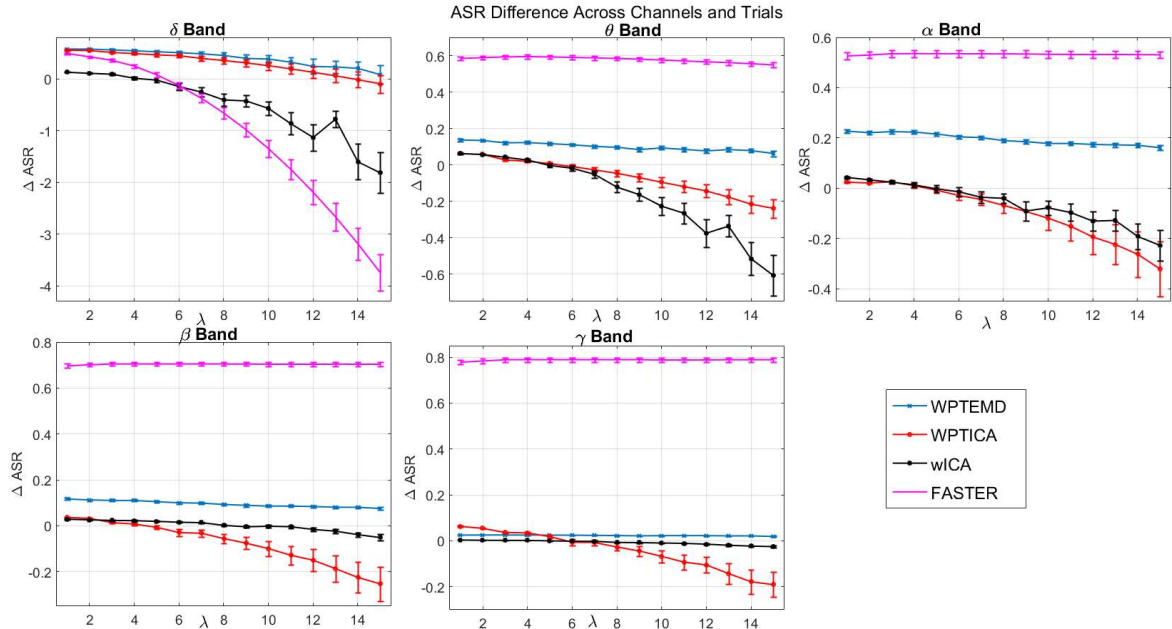 ASR Difference Across Channels and Trials
δ Band
Δ ASR
0
-1
-2
-3
-4
2 4 6 8 10 12 14
λ
θ Band
Δ ASR
0.6
0.4
0.2
0
-0.2
-0.4
-0.6
2 4 6 8 10 12 14
λ
α Band
Δ ASR
0.6
0.4
0.2
0
-0.2
-0.4
2 4 6 8 10 12 14
λ
β Band
Δ ASR
0.8
0.6
0.4
0.2
0
-0.2
2 4 6 8 10 12 14
λ
γ Band
Δ ASR
0.8
0.6
0.4
0.2
0
-0.2
2 4 6 8 10 12 14
λ
WPTEMD
WPTICA
wICA
FASTER